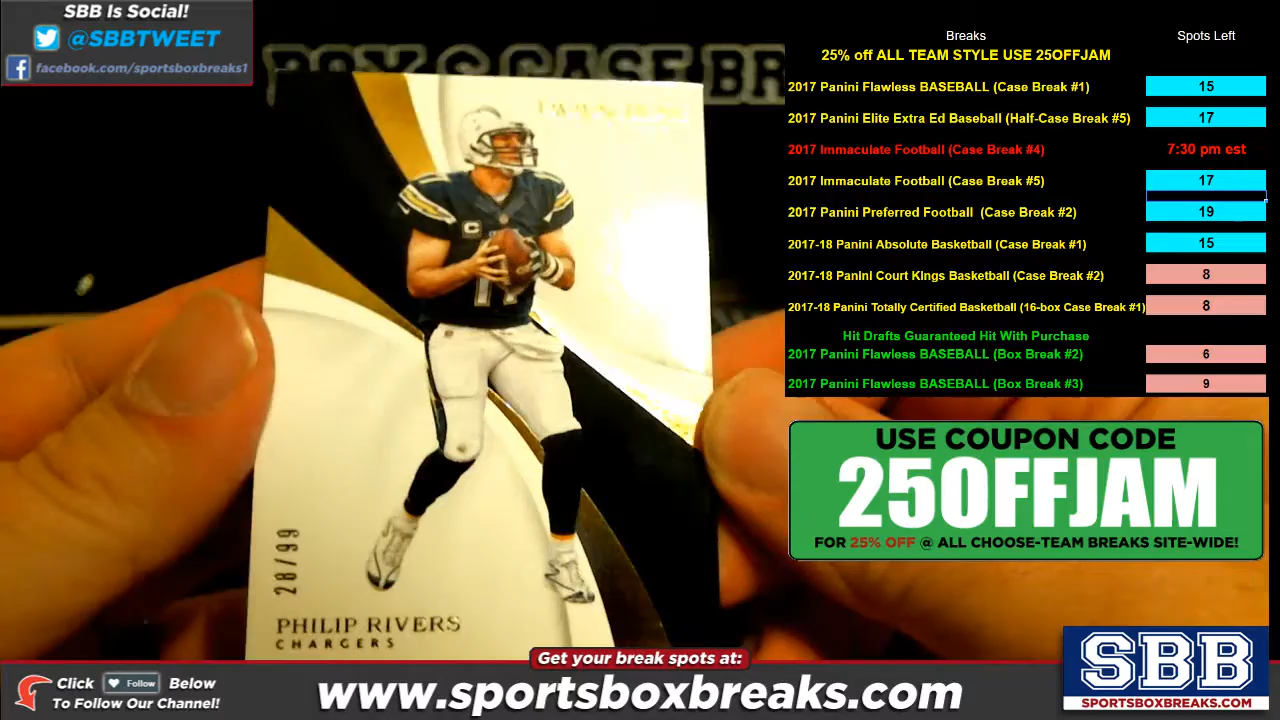 SBB Is Social!
@SBBTWEET
facebook.com/sportsboxbreaks1
BOX & CASE BREAKS
Breaks Spots Left
25% off ALL TEAM STYLE USE 25OFFJAM
2017 Panini Flawless BASEBALL (Case Break #1) 15
2017 Panini Elite Extra Ed Baseball (Half-Case Break #5) 17
2017 Immaculate Football (Case Break #4) 7:30 pm est
2017 Immaculate Football (Case Break #5) 17
2017 Panini Preferred Football (Case Break #2) 19
2017-18 Panini Absolute Basketball (Case Break #1) 15
2017-18 Panini Court Kings Basketball (Case Break #2) 8
2017-18 Panini Totally Certified Basketball (16-box Case Break #1) 8
Hit Drafts Guaranteed Hit With Purchase
2017 Panini Flawless BASEBALL (Box Break #2) 6
2017 Panini Flawless BASEBALL (Box Break #3) 9
USE COUPON CODE
25OFFJAM
FOR 25% OFF @ ALL CHOOSE-TEAM BREAKS SITE-WIDE!
C
17
28/99
PHILIP RIVERS
CHARGERS
Get your break spots at:
www.sportsboxbreaks.com
Click Follow Below
To Follow Our Channel!
SBB
SPORTSBOXBREAKS.COM